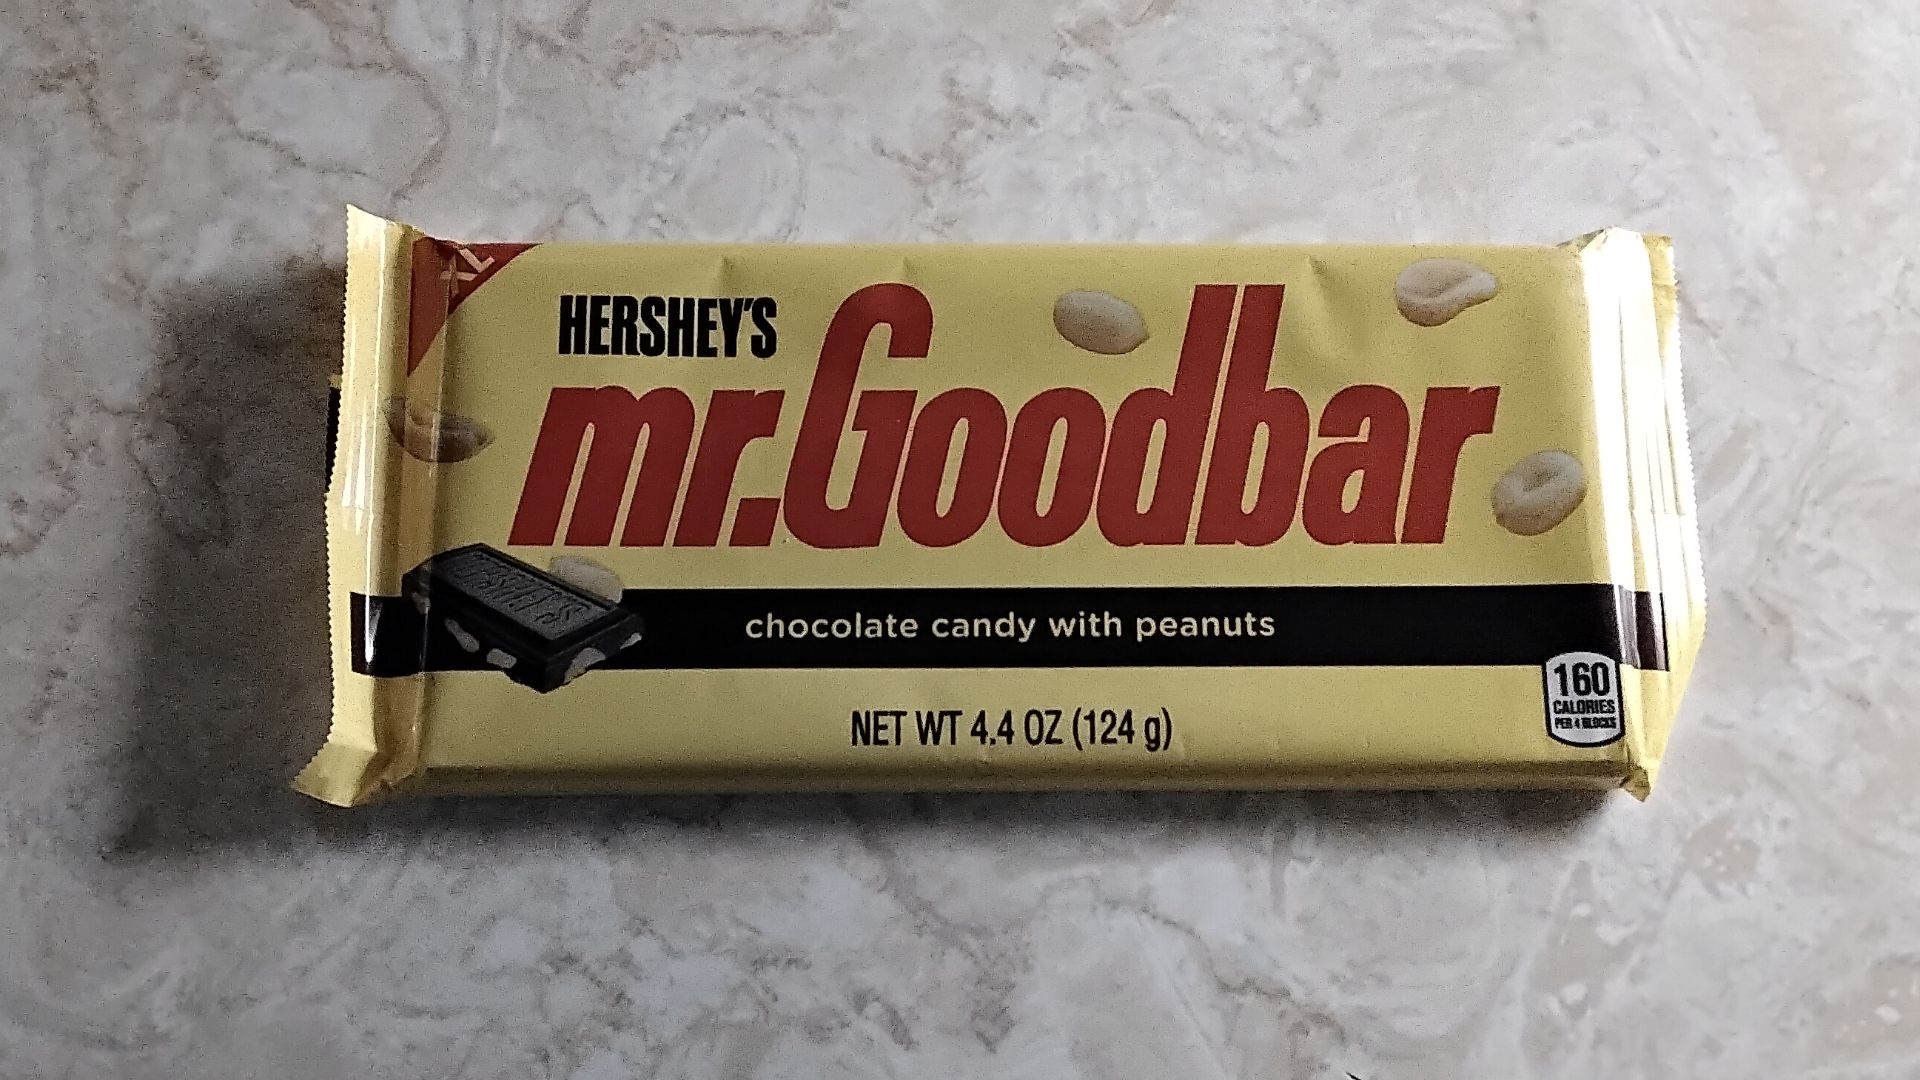 XL
HERSHEY'S
mr.Goodbar
HERSHEY'S
chocolate candy with peanuts
160
CALORIES
PER 4 BLOCKS
NET WT 4.4 OZ (124 g)